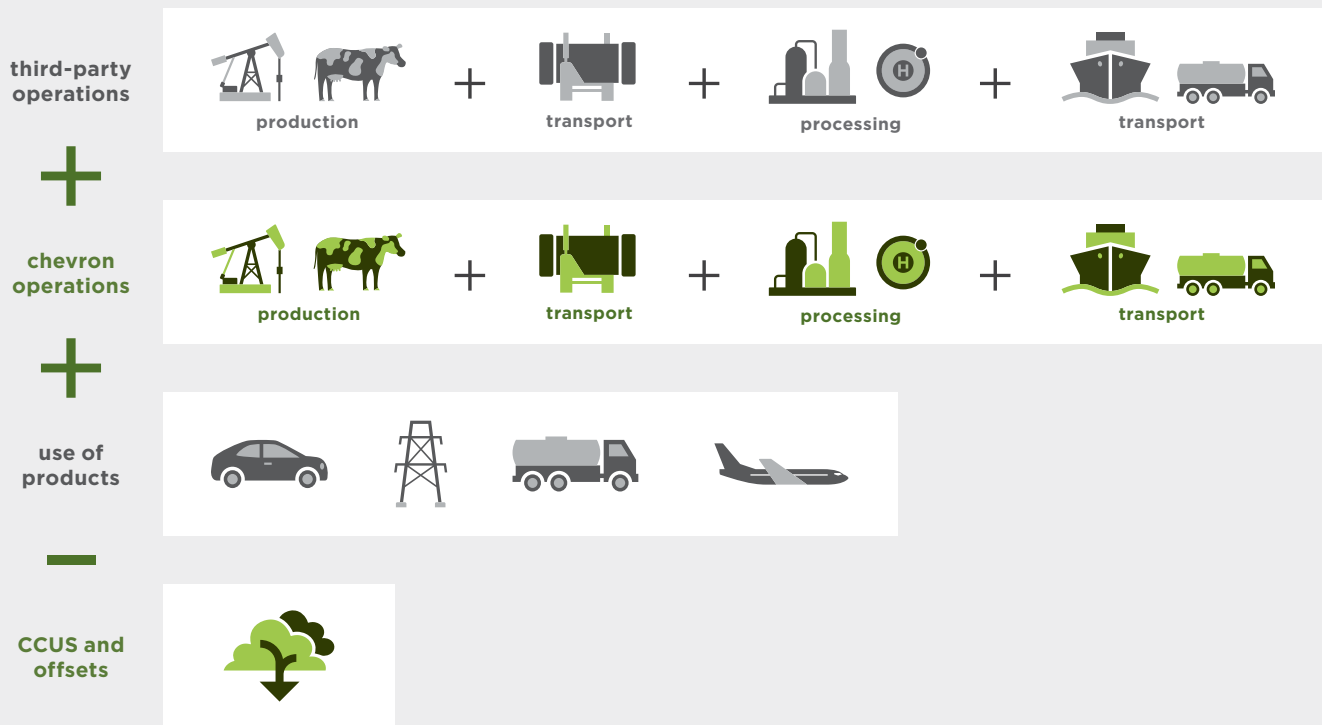 third-party
operations
production
+
transport
+
processing
H
+
transport
+
chevron
operations
production
+
transport
+
processing
H
+
transport
+
use of
products
−
CCUS and
offsets